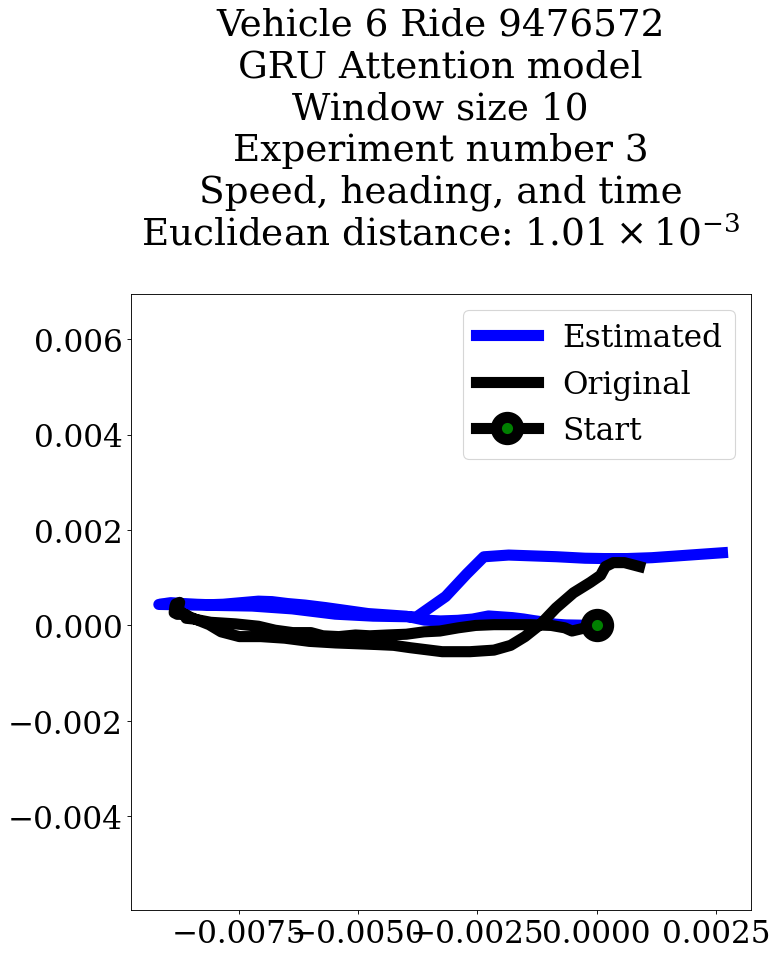 Vehicle 6 Ride 9476572
GRU Attention model
Window size 10
Experiment number 3
Speed, heading, and time
Euclidean distance: 1.01 × 10⁻³
Estimated
Original
Start
0.006
0.004
0.002
0.000
−0.002
−0.004
−0.0075 −0.0050 −0.0025 0.0000 0.0025